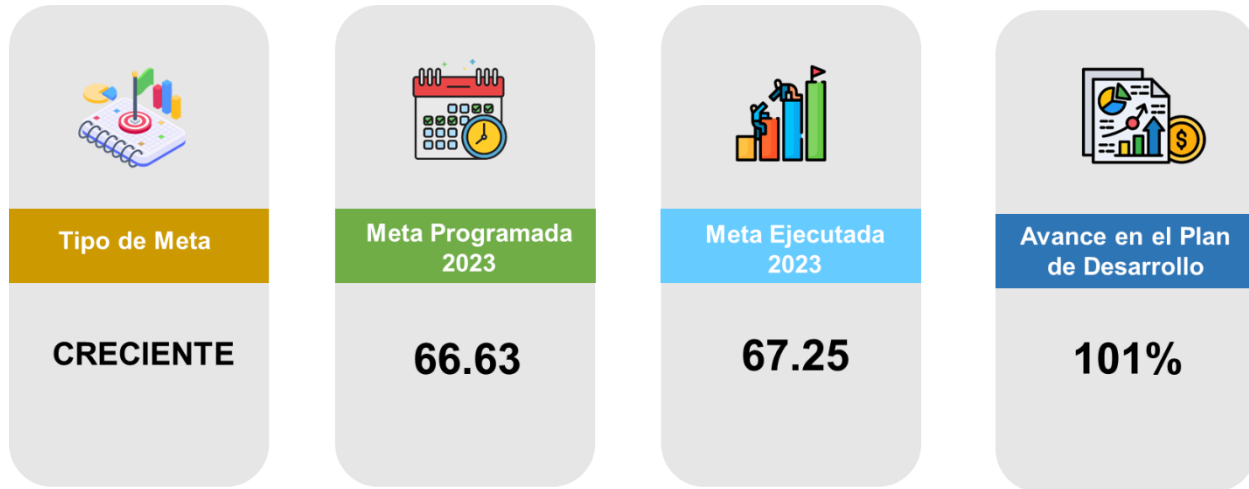 Tipo de Meta
CRECIENTE
Meta Programada
2023
66.63
Meta Ejecutada
2023
67.25
Avance en el Plan
de Desarrollo
101%